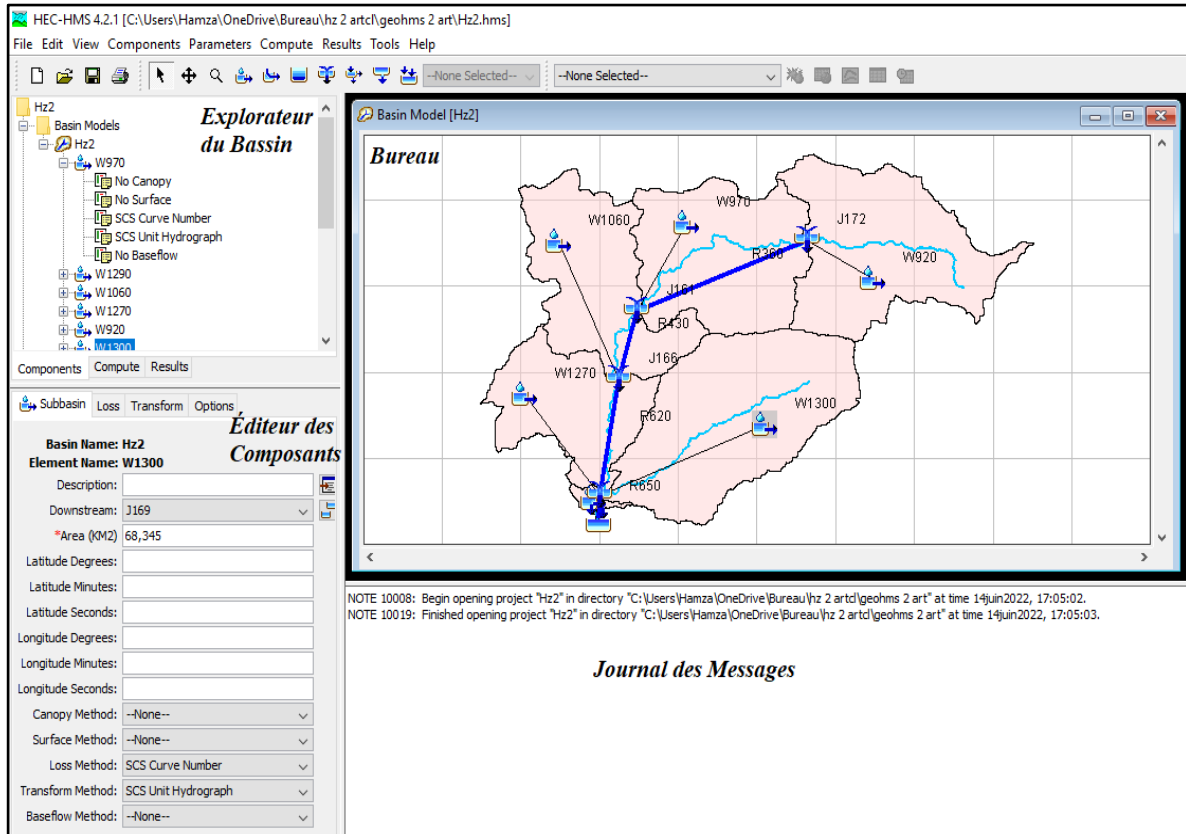 HEC-HMS 4.2.1 [C:\Users\Hamza\OneDrive\Bureau\hz 2 artcl\geohms 2 art\Hz2.hms]
File Edit View Components Parameters Compute Results Tools Help
--None Selected-- --None Selected--
Hz2
Basin Models
Hz2
W970
No Canopy
No Surface
SCS Curve Number
SCS Unit Hydrograph
No Baseflow
W1290
W1060
W1270
W920
W1300
Explorateur
du Bassin
Components Compute Results
Subbasin Loss Transform Options
Éditeur des
Composants
Basin Name: Hz2
Element Name: W1300
Description:
Downstream: J169
*Area (KM2) 68,345
Latitude Degrees:
Latitude Minutes:
Latitude Seconds:
Longitude Degrees:
Longitude Minutes:
Longitude Seconds:
Canopy Method: --None--
Surface Method: --None--
Loss Method: SCS Curve Number
Transform Method: SCS Unit Hydrograph
Baseflow Method: --None--
Basin Model [Hz2]
Bureau
W970
W1060
J172
R360
W920
J161
R430
J166
W1270
W1300
R620
R650
NOTE 10008: Begin opening project "Hz2" in directory "C:\Users\Hamza\OneDrive\Bureau\hz 2 artcl\geohms 2 art" at time 14juin2022, 17:05:02.
NOTE 10019: Finished opening project "Hz2" in directory "C:\Users\Hamza\OneDrive\Bureau\hz 2 artcl\geohms 2 art" at time 14juin2022, 17:05:03.
Journal des Messages